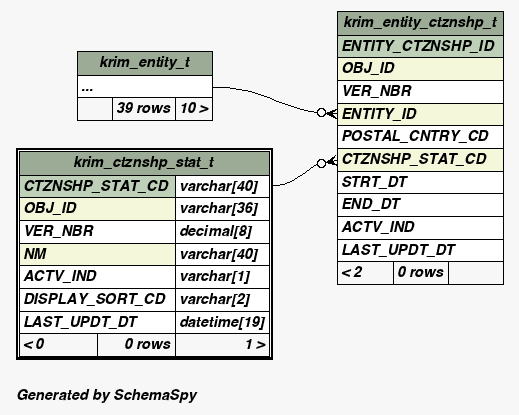 krim_entity_t
...
39 rows 10 >
krim_ctznshp_stat_t
CTZNSHP_STAT_CD varchar[40]
OBJ_ID varchar[36]
VER_NBR decimal[8]
NM varchar[40]
ACTV_IND varchar[1]
DISPLAY_SORT_CD varchar[2]
LAST_UPDT_DT datetime[19]
< 0 0 rows 1 >
krim_entity_ctznshp_t
ENTITY_CTZNSHP_ID
OBJ_ID
VER_NBR
ENTITY_ID
POSTAL_CNTRY_CD
CTZNSHP_STAT_CD
STRT_DT
END_DT
ACTV_IND
LAST_UPDT_DT
< 2 0 rows
Generated by SchemaSpy